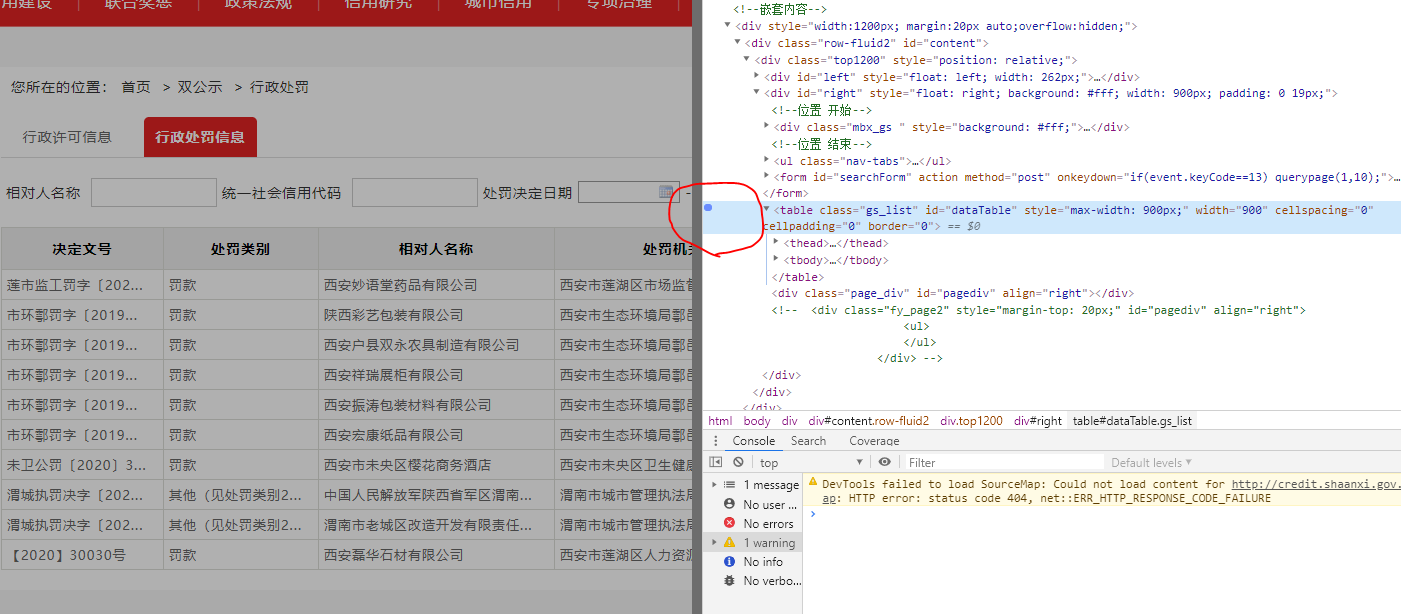 用建设 联合奖惩 政策法规 信用研究 城市信用 专项治理
您所在的位置： 首页 > 双公示 > 行政处罚
行政许可信息 行政处罚信息
相对人名称 统一社会信用代码 处罚决定日期 -
决定文号 处罚类别 相对人名称 处罚机关
莲市监工罚字〔202... 罚款 西安妙语堂药品有限公司 西安市莲湖区市场监督
市环鄠罚字〔2019... 罚款 陕西彩艺包装有限公司 西安市生态环境局鄠邑
市环鄠罚字〔2019... 罚款 西安户县双永农具制造有限公司 西安市生态环境局鄠邑
市环鄠罚字〔2019... 罚款 西安祥瑞展柜有限公司 西安市生态环境局鄠邑
市环鄠罚字〔2019... 罚款 西安振涛包装材料有限公司 西安市生态环境局鄠邑
市环鄠罚字〔2019... 罚款 西安宏康纸品有限公司 西安市生态环境局鄠邑
未卫公罚〔2020〕3... 罚款 西安市未央区樱花商务酒店 西安市未央区卫生健康
渭城执罚决字〔202... 其他（见处罚类别2... 中国人民解放军陕西省军区渭南... 渭南市城市管理执法局
渭城执罚决字〔202... 其他（见处罚类别2... 渭南市老城区改造开发有限责任... 渭南市城市管理执法局
【2020】30030号 罚款 西安磊华石材有限公司 西安市莲湖区人力资源
<!--嵌套内容-->
<div style="width:1200px; margin:20px auto;overflow:hidden;">
<div class="row-fluid2" id="content">
<div class="top1200" style="position: relative;">
<div id="left" style="float: left; width: 262px;">…</div>
<div id="right" style="float: right; background: #fff; width: 900px; padding: 0 19px;">
<!--位置 开始-->
<div class="mbx_gs " style="background: #fff;">…</div>
<!--位置 结束-->
<ul class="nav-tabs">…</ul>
<form id="searchForm" action method="post" onkeydown="if(event.keyCode==13) querypage(1,10);">…
</form>
<table class="gs_list" id="dataTable" style="max-width: 900px;" width="900" cellspacing="0"
cellpadding="0" border="0"> == $0
<thead>…</thead>
<tbody>…</tbody>
</table>
<div class="page_div" id="pagediv" align="right"></div>
<!-- <div class="fy_page2" style="margin-top: 20px;" id="pagediv" align="right">
<ul>
</ul>
</div> -->
</div>
</div>
</div>
html body div div#content.row-fluid2 div.top1200 div#right table#dataTable.gs_list
Console Search Coverage
top Filter Default levels
1 message
No user ...
No errors
1 warning
No info
No verbo...
DevTools failed to load SourceMap: Could not load content for http://credit.shaanxi.gov.
ap: HTTP error: status code 404, net::ERR_HTTP_RESPONSE_CODE_FAILURE